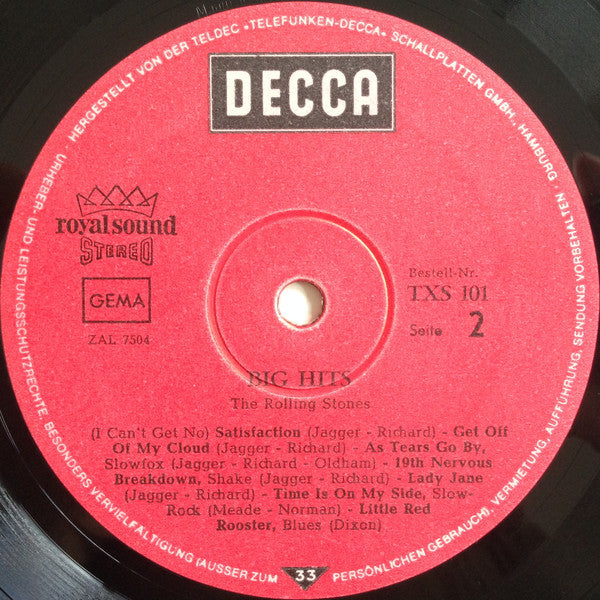 HERGESTELLT VON DER TELDEC »TELEFUNKEN-DECCA« SCHALLPLATTEN GMBH., HAMBURG
URHEBER- UND LEISTUNGSSCHUTZRECHTE, BESONDERS VERVIELFÄLTIGUNG (AUSSER ZUM PERSÖNLICHEN GEBRAUCH), VERMIETUNG, AUFFÜHRUNG, SENDUNG VORBEHALTEN
DECCA
royal sound
STEREO
GEMA
ZAL 7504
Bestell-Nr.
TXS 101
Seite 2
BIG HITS
The Rolling Stones
(I Can't Get No) Satisfaction (Jagger - Richard) - Get Off
Of My Cloud (Jagger - Richard) - As Tears Go By,
Slowfox (Jagger - Richard - Oldham) - 19th Nervous
Breakdown, Shake (Jagger - Richard) - Lady Jane
(Jagger - Richard) - Time Is On My Side, Slow-
Rock (Meade - Norman) - Little Red
Rooster, Blues (Dixon)
33